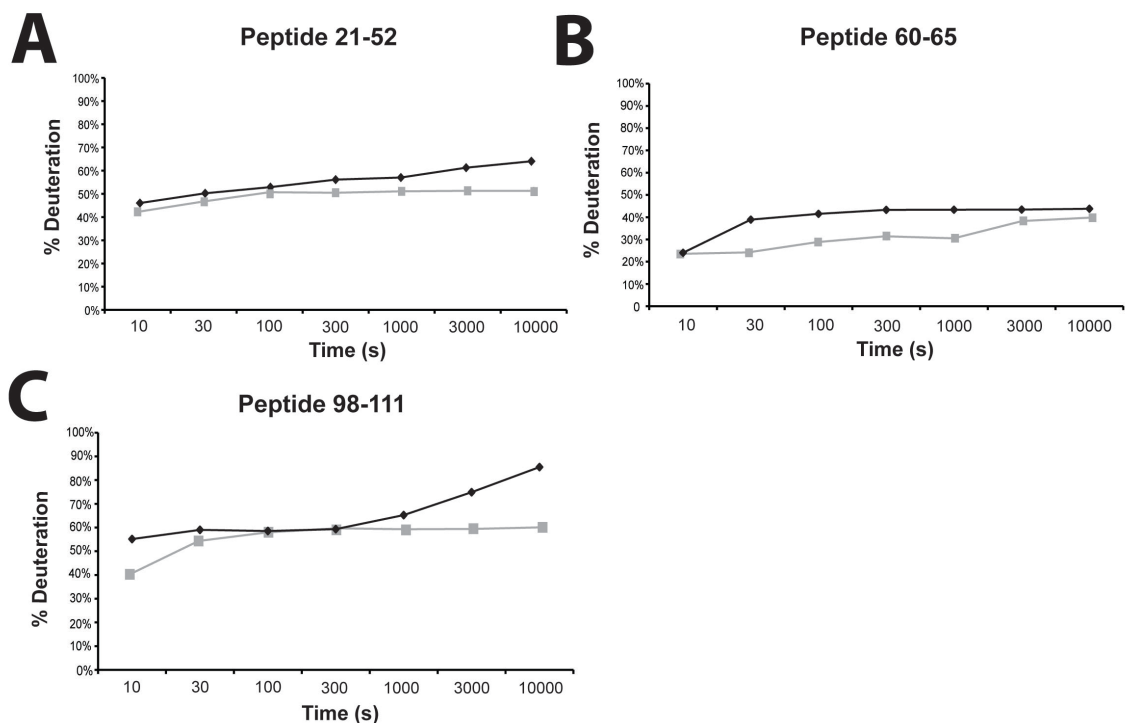 A
Peptide 21-52
100%
90%
80%
70%
60%
50%
40%
30%
20%
10%
0%
% Deuteration
10 30 100 300 1000 3000 10000
Time (s)
B
Peptide 60-65
100%
90%
80%
70%
60%
50%
40%
30%
20%
10%
0
% Deuteration
10 30 100 300 1000 3000 10000
Time (s)
C
Peptide 98-111
100%
90%
80%
70%
60%
50%
40%
30%
20%
10%
0%
% Deuteration
10 30 100 300 1000 3000 10000
Time (s)